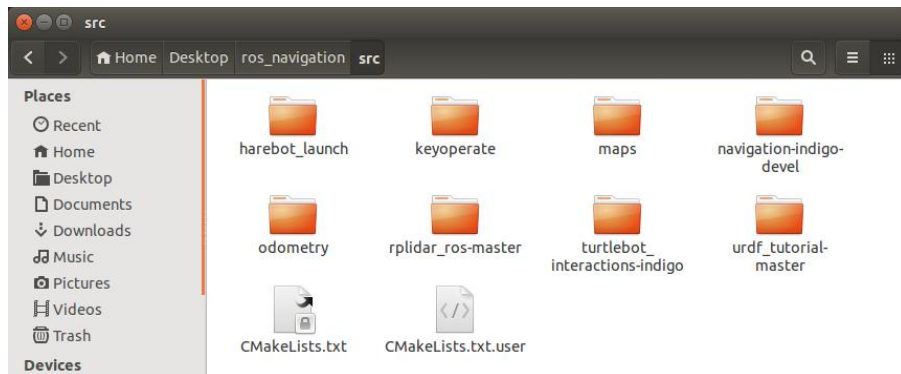 src
Home Desktop ros_navigation src
Places
Recent
Home
Desktop
Documents
Downloads
Music
Pictures
Videos
Trash
Devices
harebot_launch
keyoperate
maps
navigation-indigo-
devel
odometry
rplidar_ros-master
turtlebot_
interactions-indigo
urdf_tutorial-
master
CMakeLists.txt
CMakeLists.txt.user